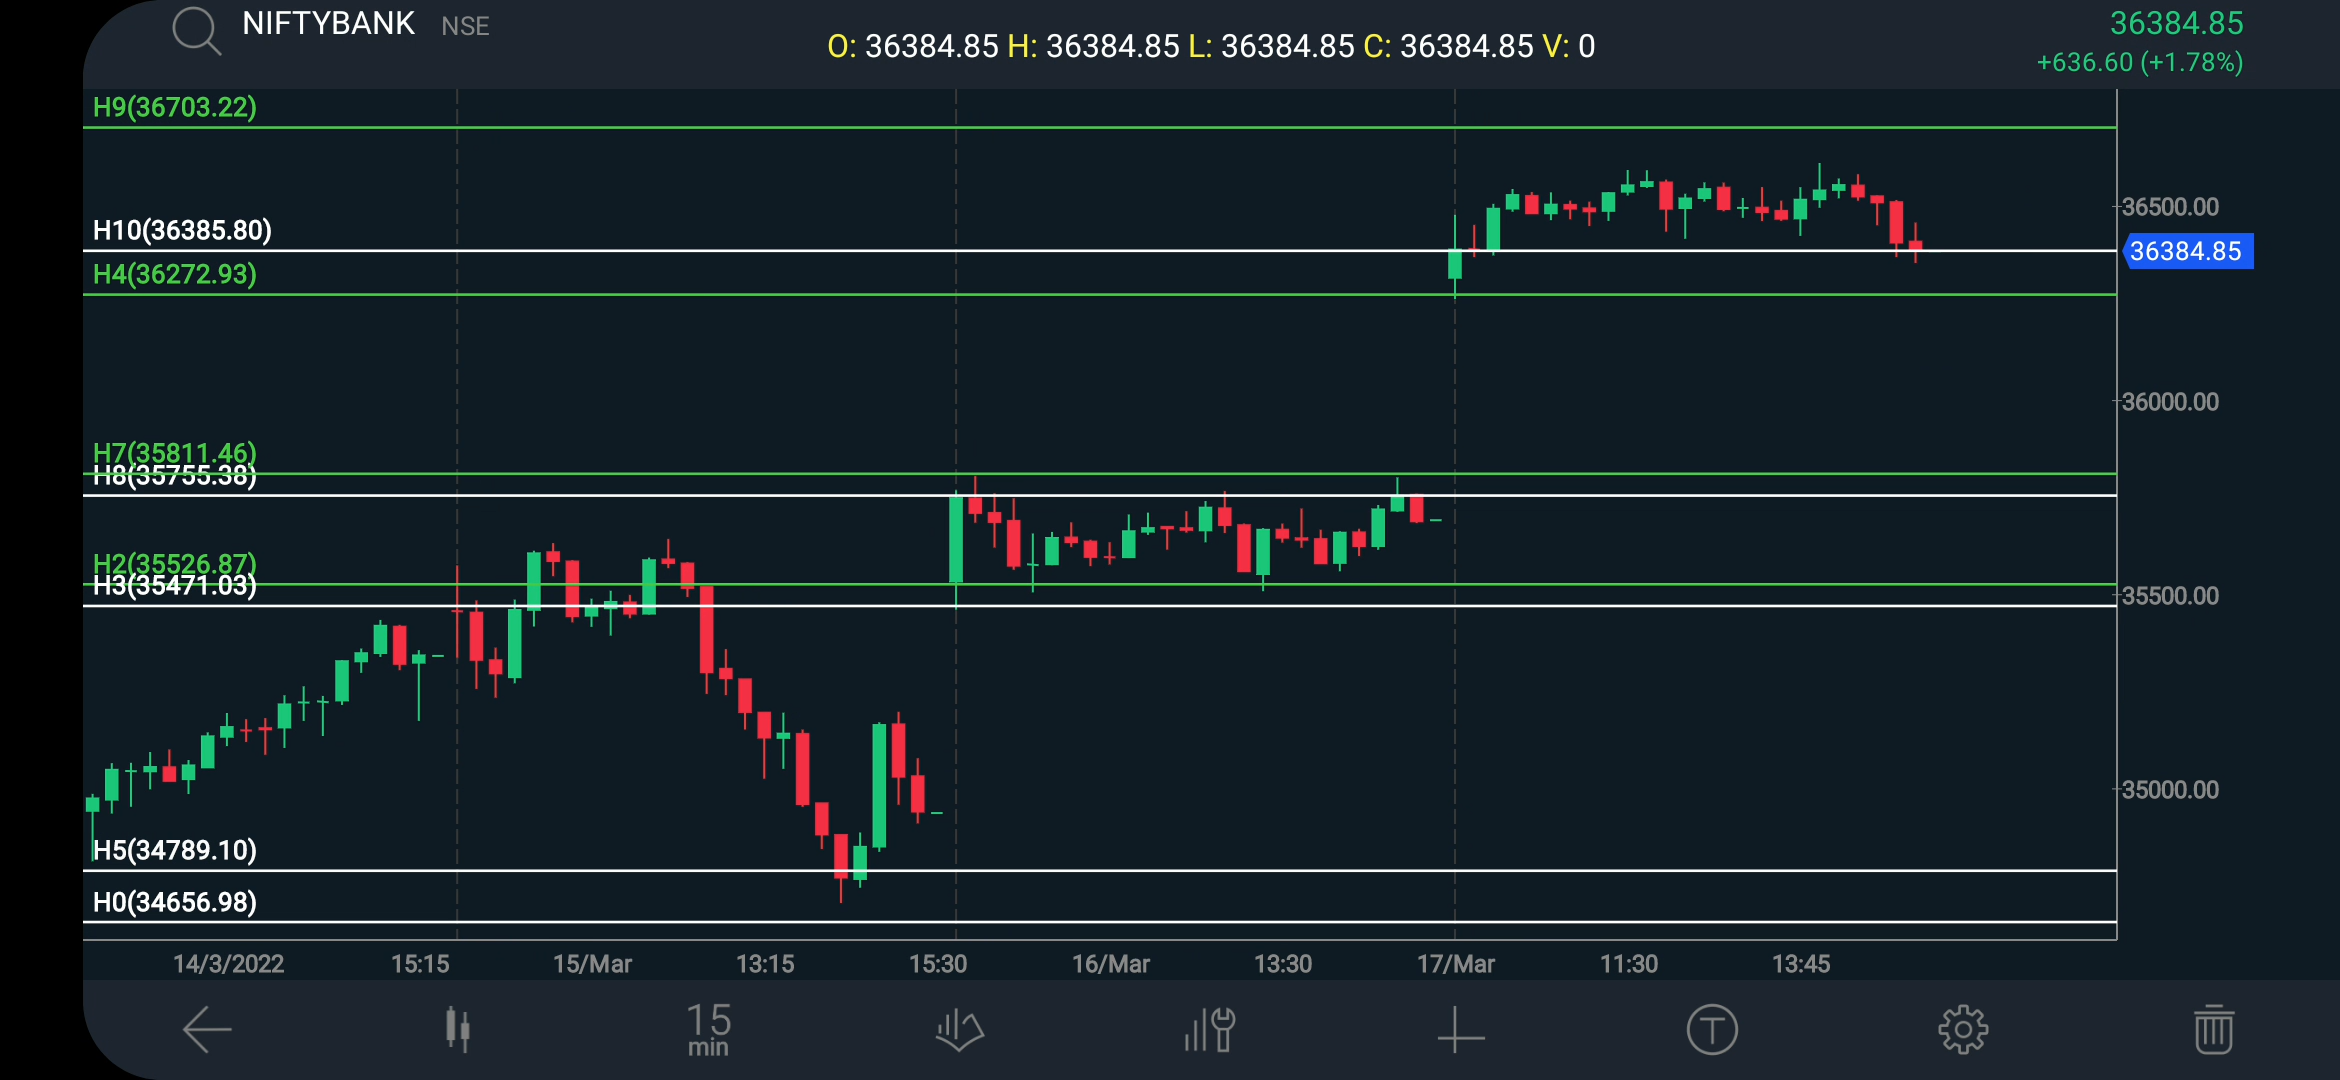 NIFTYBANK NSE
O: 36384.85 H: 36384.85 L: 36384.85 C: 36384.85 V: 0
36384.85
+636.60 (+1.78%)
H9(36703.22)
36500.00
H10(36385.80)
36384.85
H4(36272.93)
36000.00
H7(35811.46)
H8(35755.38)
H2(35526.87)
H3(35471.03)
35500.00
35000.00
H5(34789.10)
H0(34656.98)
14/3/2022 15:15 15/Mar 13:15 15:30 16/Mar 13:30 17/Mar 11:30 13:45
15
min
T